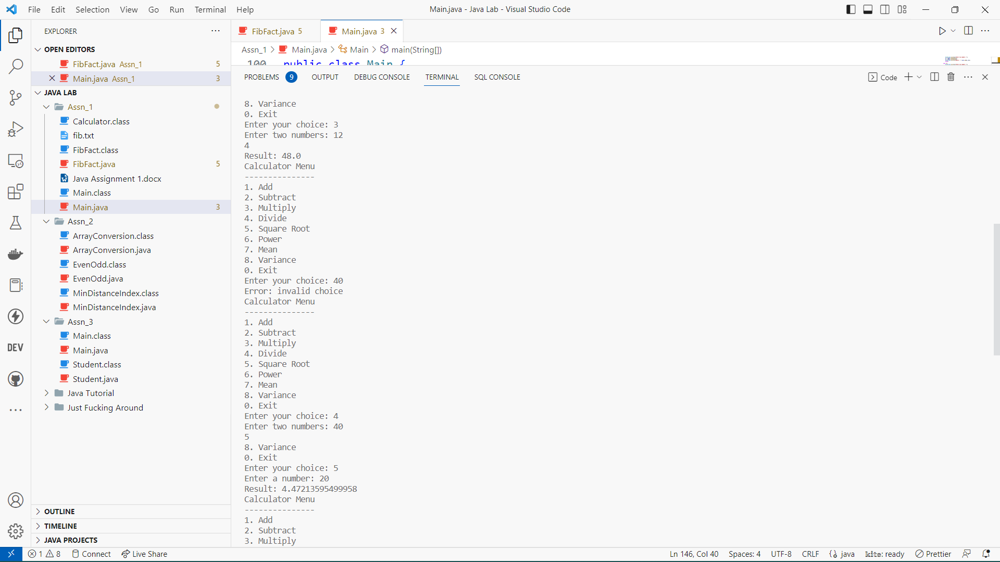 File Edit Selection View Go Run Terminal Help
Main.java - Java Lab - Visual Studio Code
EXPLORER
OPEN EDITORS
FibFact.java Assn_1 5
Main.java Assn_1 3
JAVA LAB
Assn_1
Calculator.class
fib.txt
FibFact.class
FibFact.java 5
Java Assignment 1.docx
Main.class
Main.java 3
Assn_2
ArrayConversion.class
ArrayConversion.java
EvenOdd.class
EvenOdd.java
MinDistanceIndex.class
MinDistanceIndex.java
Assn_3
Main.class
Main.java
Student.class
Student.java
Java Tutorial
Just Fucking Around
DEV
OUTLINE
TIMELINE
JAVA PROJECTS
FibFact.java 5 Main.java 3
Assn_1 > Main.java > Main > main(String[])
100 public class Main {
PROBLEMS 9 OUTPUT DEBUG CONSOLE TERMINAL SQL CONSOLE
Code
8. Variance
0. Exit
Enter your choice: 3
Enter two numbers: 12
4
Result: 48.0
Calculator Menu
---------------
1. Add
2. Subtract
3. Multiply
4. Divide
5. Square Root
6. Power
7. Mean
8. Variance
0. Exit
Enter your choice: 40
Error: invalid choice
Calculator Menu
---------------
1. Add
2. Subtract
3. Multiply
4. Divide
5. Square Root
6. Power
7. Mean
8. Variance
0. Exit
Enter your choice: 4
Enter two numbers: 40
5
8. Variance
0. Exit
Enter your choice: 5
Enter a number: 20
Result: 4.47213595499958
Calculator Menu
---------------
1. Add
2. Subtract
3. Multiply
1 8 Connect Live Share
Ln 146, Col 40 Spaces: 4 UTF-8 CRLF java kite: ready Prettier